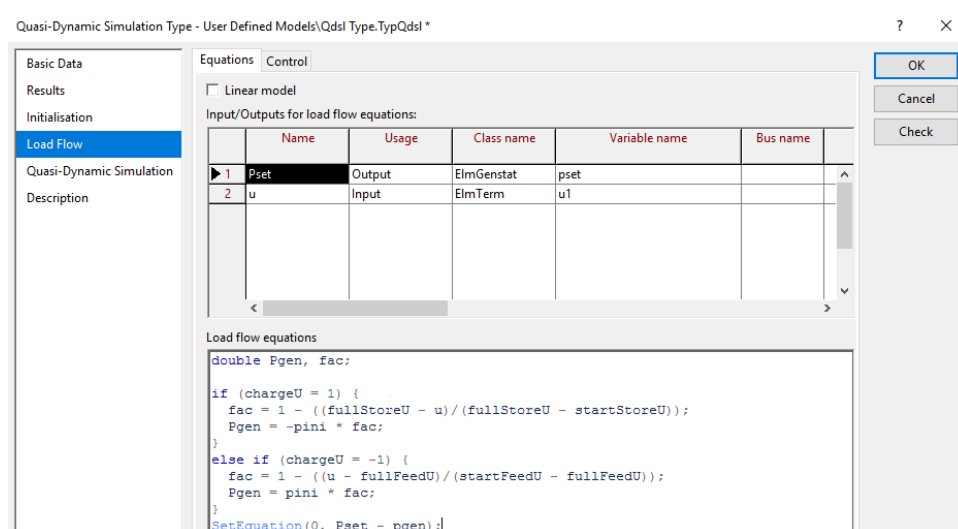 Quasi-Dynamic Simulation Type - User Defined Models\Qdsl Type.TypQdsl *
?
Basic Data
Results
Initialisation
Load Flow
Quasi-Dynamic Simulation
Description
Equations Control
Linear model
Input/Outputs for load flow equations:
Name Usage Class name Variable name Bus name
1 Pset Output ElmGenstat pset
2 u Input ElmTerm u1
Load flow equations
double Pgen, fac;
if (chargeU = 1) {
fac = 1 - ((fullStoreU - u)/(fullStoreU - startStoreU));
Pgen = -pini * fac;
}
else if (chargeU = -1) {
fac = 1 - ((u - fullFeedU)/(startFeedU - fullFeedU));
Pgen = pini * fac;
}
SetEquation(0, Pset - pgen);
OK
Cancel
Check